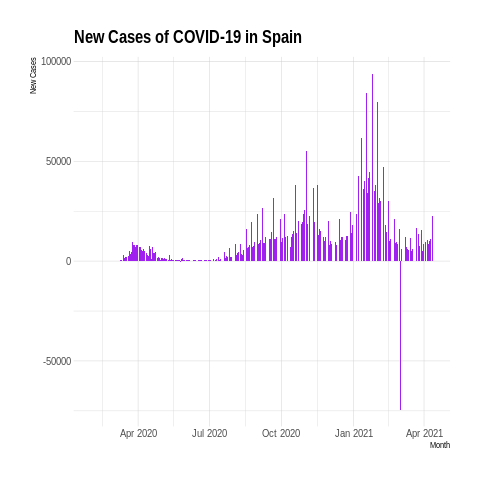 New Cases of COVID-19 in Spain
New Cases
100000
50000
0
-50000
Apr 2020 Jul 2020 Oct 2020 Jan 2021 Apr 2021
Month